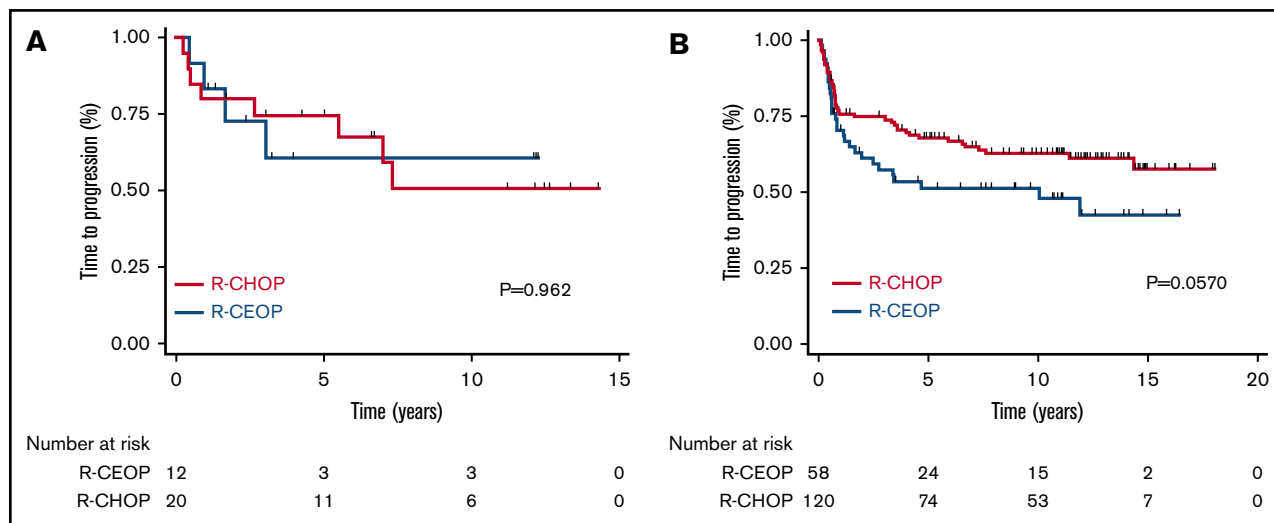 A
Time to progression (%)
1.00
0.75
0.50
0.25
0.00
R-CHOP
R-CEOP
P=0.962
0 5 10 15
Time (years)
Number at risk
R-CEOP 12 3 3 0
R-CHOP 20 11 6 0
B
Time to progression (%)
1.00
0.75
0.50
0.25
0.00
R-CHOP
R-CEOP
P=0.0570
0 5 10 15 20
Time (years)
Number at risk
R-CEOP 58 24 15 2 0
R-CHOP 120 74 53 7 0